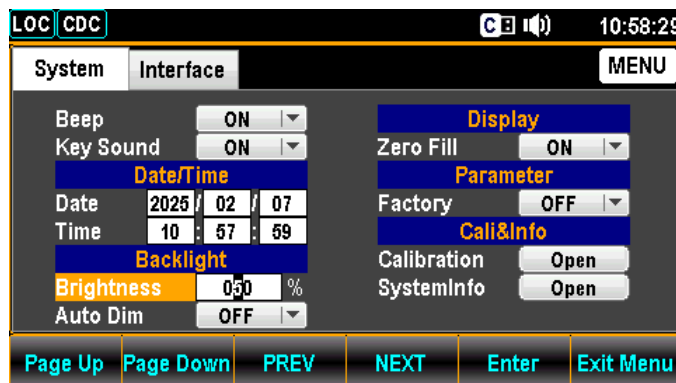 LOC CDC C 10:58:29
System Interface MENU
Beep ON
Key Sound ON
Date/Time
Date 2025 / 02 / 07
Time 10 : 57 : 59
Backlight
Brightness 050 %
Auto Dim OFF
Display
Zero Fill ON
Parameter
Factory OFF
Cali&Info
Calibration Open
SystemInfo Open
Page Up Page Down PREV NEXT Enter Exit Menu